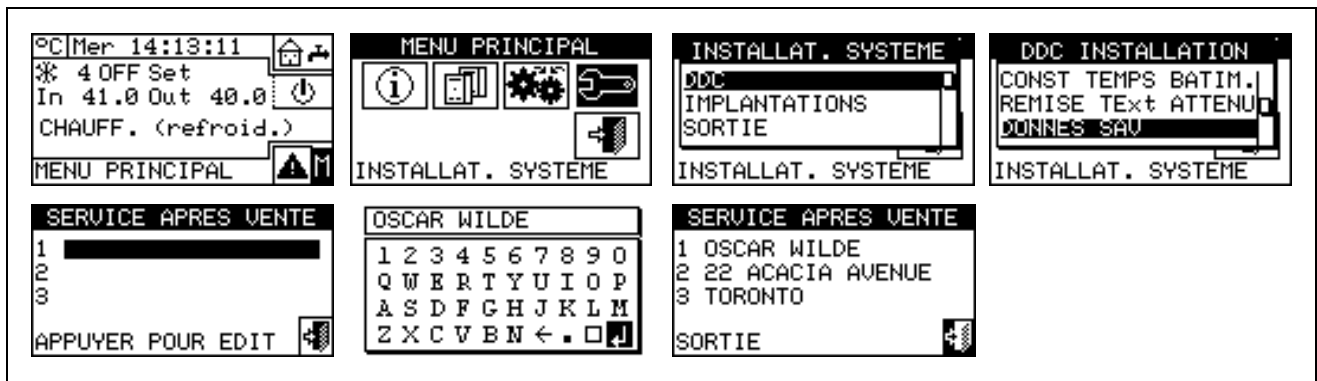 °C Mer 14:13:11
4 OFF Set
In 41.0 Out 40.0
CHAUFF. (refroid.)
MENU PRINCIPAL M
MENU PRINCIPAL
INSTALLAT. SYSTEME
INSTALLAT. SYSTEME
DDC
IMPLANTATIONS
SORTIE
INSTALLAT. SYSTEME
DDC INSTALLATION
CONST TEMPS BATIM.
REMISE TExt ATTENU
DONNES SAV
INSTALLAT. SYSTEME
SERVICE APRES VENTE
1
2
3
APPUYER POUR EDIT
OSCAR WILDE
1 2 3 4 5 6 7 8 9 0
Q W E R T Y U I O P
A S D F G H J K L M
Z X C V B N ← .
SERVICE APRES VENTE
1 OSCAR WILDE
2 22 ACACIA AVENUE
3 TORONTO
SORTIE